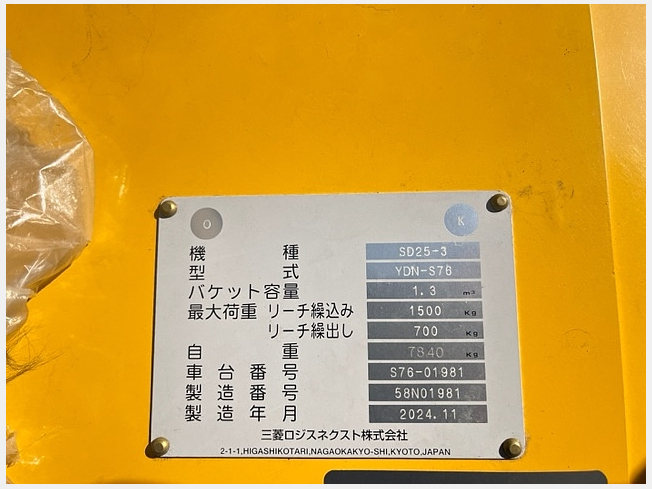 O K
機種 SD25-3
型式 YDN-S76
バケット容量 1.3 m³
最大荷重 リーチ繰込み 1500 Kg
リーチ繰出し 700 Kg
自重 7840 Kg
車台番号 S76-01981
製造番号 58N01981
製造年月 2024.11
三菱ロジスネクスト株式会社
2-1-1,HIGASHIKOTARI,NAGAOKAKYO-SHI,KYOTO,JAPAN